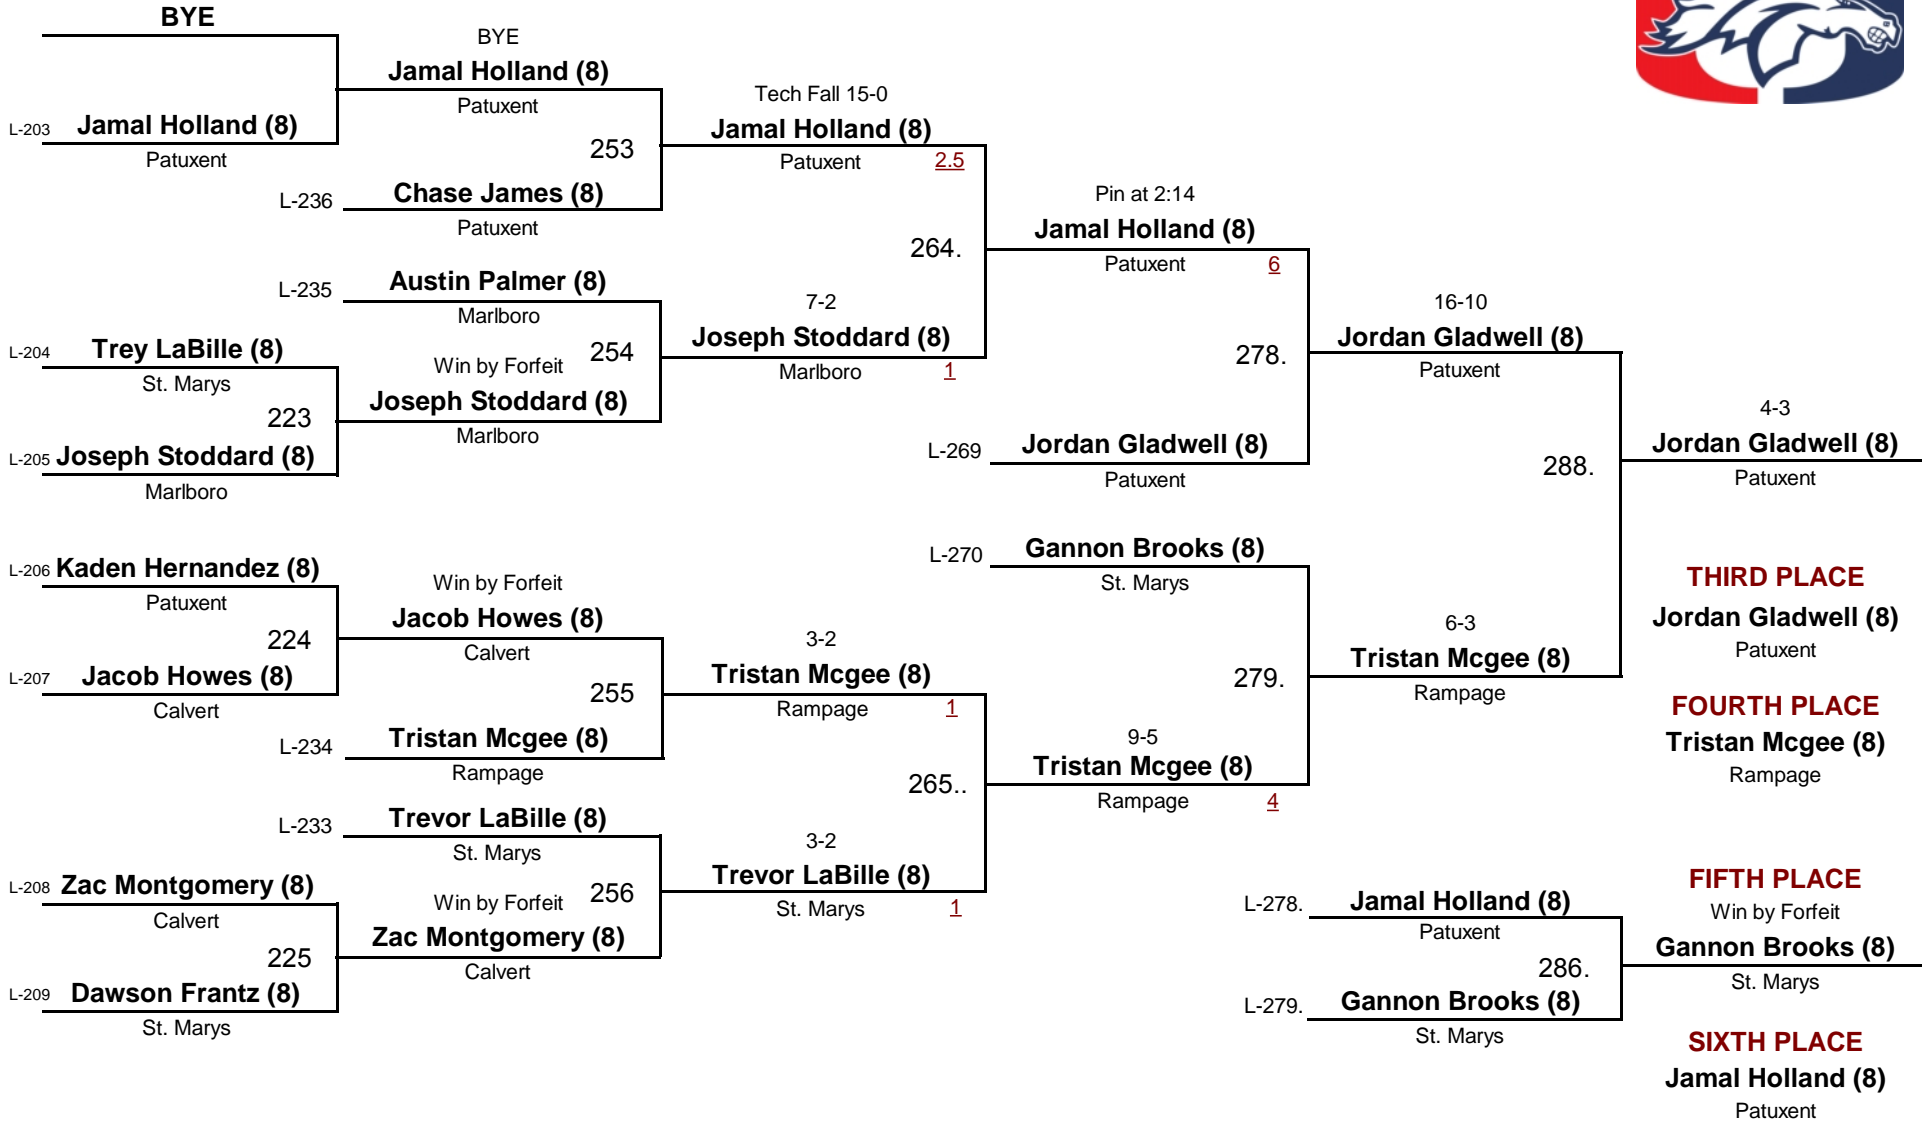 BYE
L-203 Jamal Holland (8)
Patuxent
L-204 Trey LaBille (8)
St. Marys
223
L-205 Joseph Stoddard (8)
Marlboro
L-206 Kaden Hernandez (8)
Patuxent
224
L-207 Jacob Howes (8)
Calvert
L-208 Zac Montgomery (8)
Calvert
225
L-209 Dawson Frantz (8)
St. Marys
BYE
Jamal Holland (8)
Patuxent
253
L-236 Chase James (8)
Patuxent
L-235 Austin Palmer (8)
Marlboro
254
Win by Forfeit
Joseph Stoddard (8)
Marlboro
Win by Forfeit
Jacob Howes (8)
Calvert
255
L-234 Tristan Mcgee (8)
Rampage
L-233 Trevor LaBille (8)
St. Marys
256
Win by Forfeit
Zac Montgomery (8)
Calvert
Tech Fall 15-0
Jamal Holland (8)
Patuxent 2.5
264.
7-2
Joseph Stoddard (8)
Marlboro 1
3-2
Tristan Mcgee (8)
Rampage 1
265..
3-2
Trevor LaBille (8)
St. Marys 1
Pin at 2:14
Jamal Holland (8)
Patuxent 6
278.
L-269 Jordan Gladwell (8)
Patuxent
L-270 Gannon Brooks (8)
St. Marys
279.
9-5
Tristan Mcgee (8)
Rampage 4
16-10
Jordan Gladwell (8)
Patuxent
288.
6-3
Tristan Mcgee (8)
Rampage
L-278. Jamal Holland (8)
Patuxent
286.
L-279. Gannon Brooks (8)
St. Marys
4-3
Jordan Gladwell (8)
Patuxent
THIRD PLACE
Jordan Gladwell (8)
Patuxent
FOURTH PLACE
Tristan Mcgee (8)
Rampage
FIFTH PLACE
Win by Forfeit
Gannon Brooks (8)
St. Marys
SIXTH PLACE
Jamal Holland (8)
Patuxent